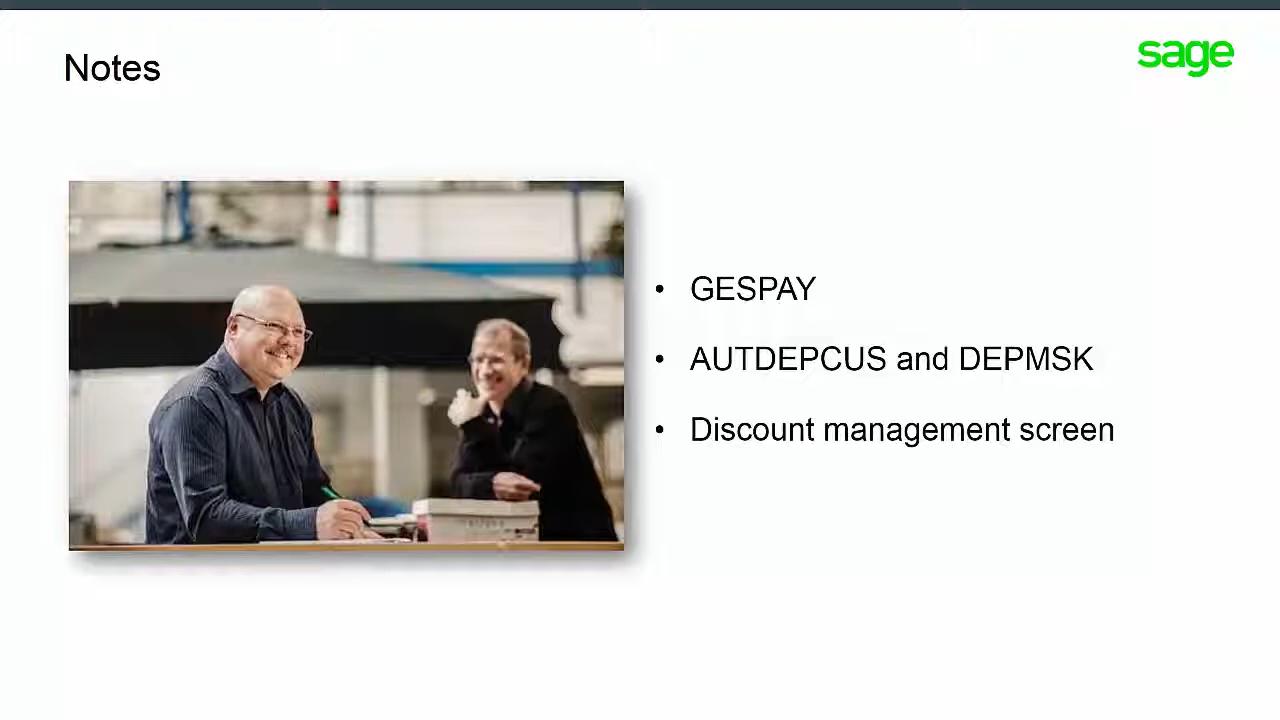 Notes
sage
• GESPAY
• AUTDEPCUS and DEPMSK
• Discount management screen